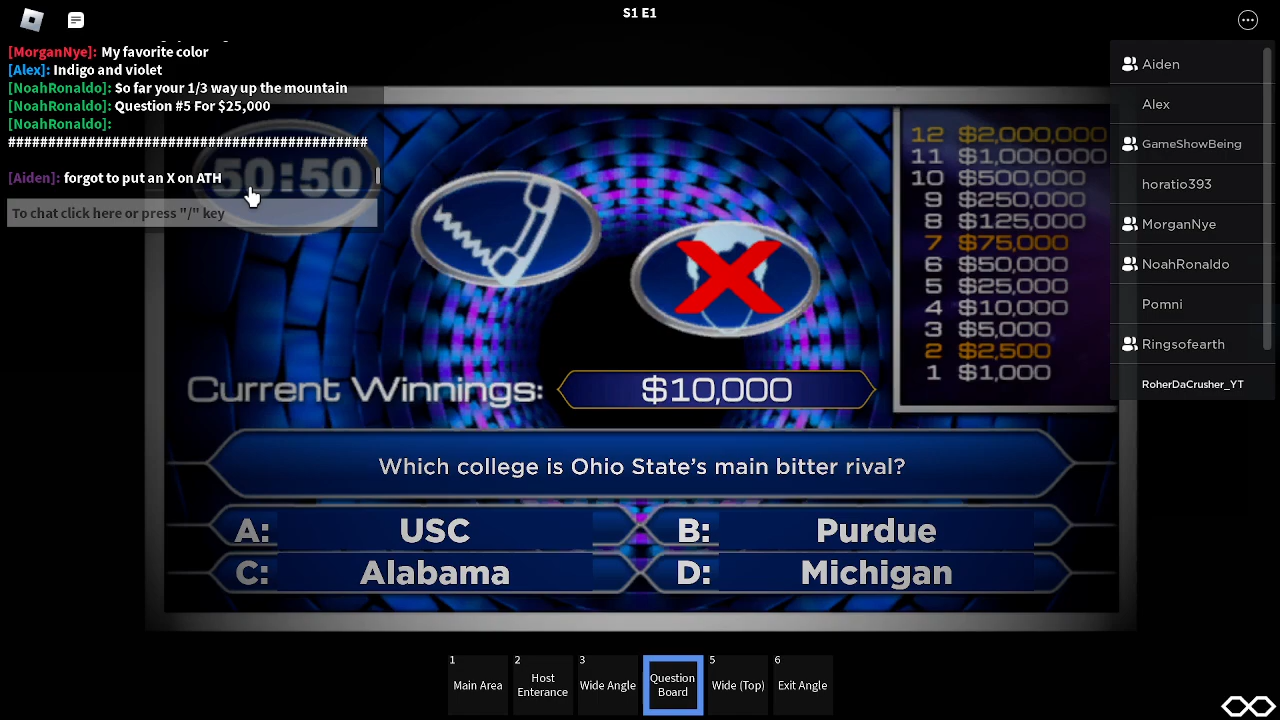 S1 E1
[MorganNye]: My favorite color
[Alex]: Indigo and violet
[NoahRonaldo]: So far your 1/3 way up the mountain
[NoahRonaldo]: Question #5 For $25,000
[NoahRonaldo]:
#############################################
[Aiden]: forgot to put an X on ATH
To chat click here or press "/" key
50:50
12 $2,000,000
11 $1,000,000
10 $500,000
9 $250,000
8 $125,000
7 $75,000
6 $50,000
5 $25,000
4 $10,000
3 $5,000
2 $2,500
1 $1,000
Aiden
Alex
GameShowBeing
horatio393
MorganNye
NoahRonaldo
Pomni
Ringsofearth
RoherDaCrusher_YT
Current Winnings: $10,000
Which college is Ohio State's main bitter rival?
A: USC
B: Purdue
C: Alabama
D: Michigan
1 Main Area
2 Host Enterance
3 Wide Angle
Question Board
5 Wide (Top)
6 Exit Angle